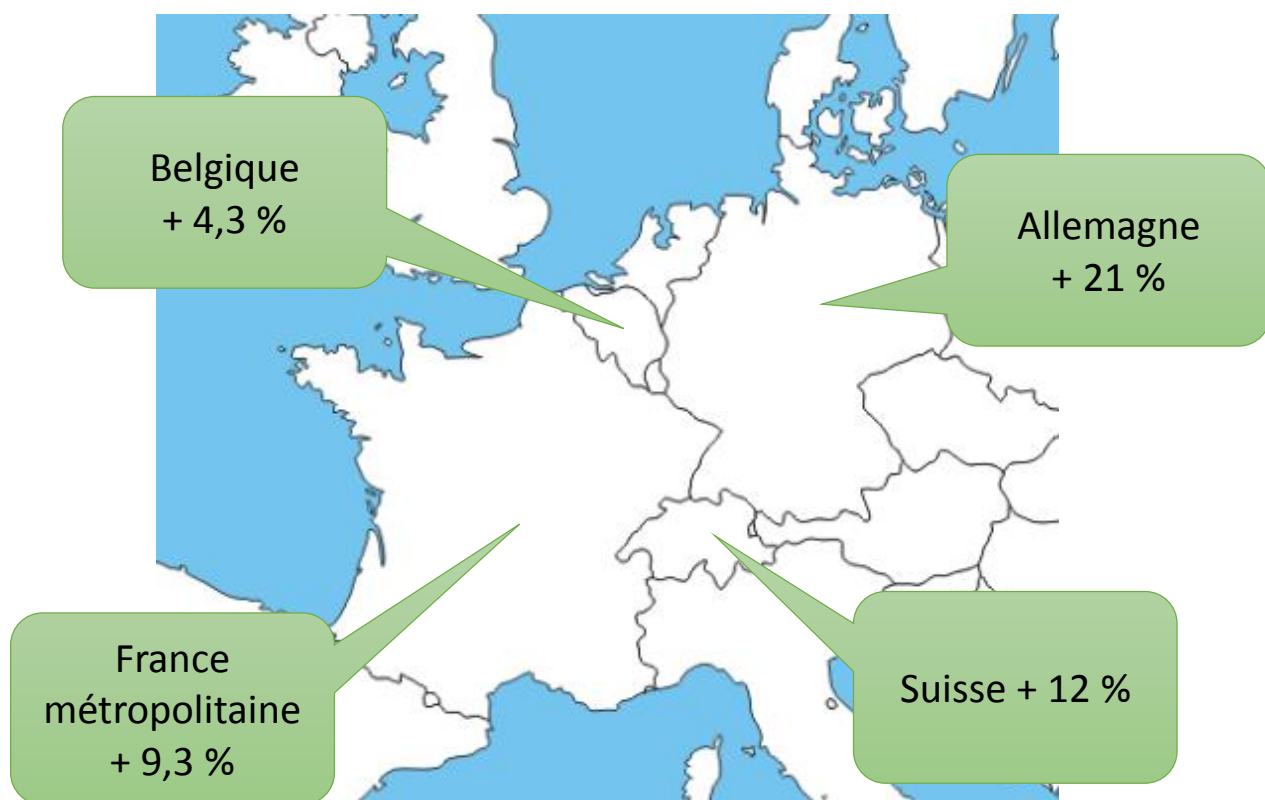 Belgique
+ 4,3 %
Allemagne
+ 21 %
France
métropolitaine
+ 9,3 %
Suisse + 12 %